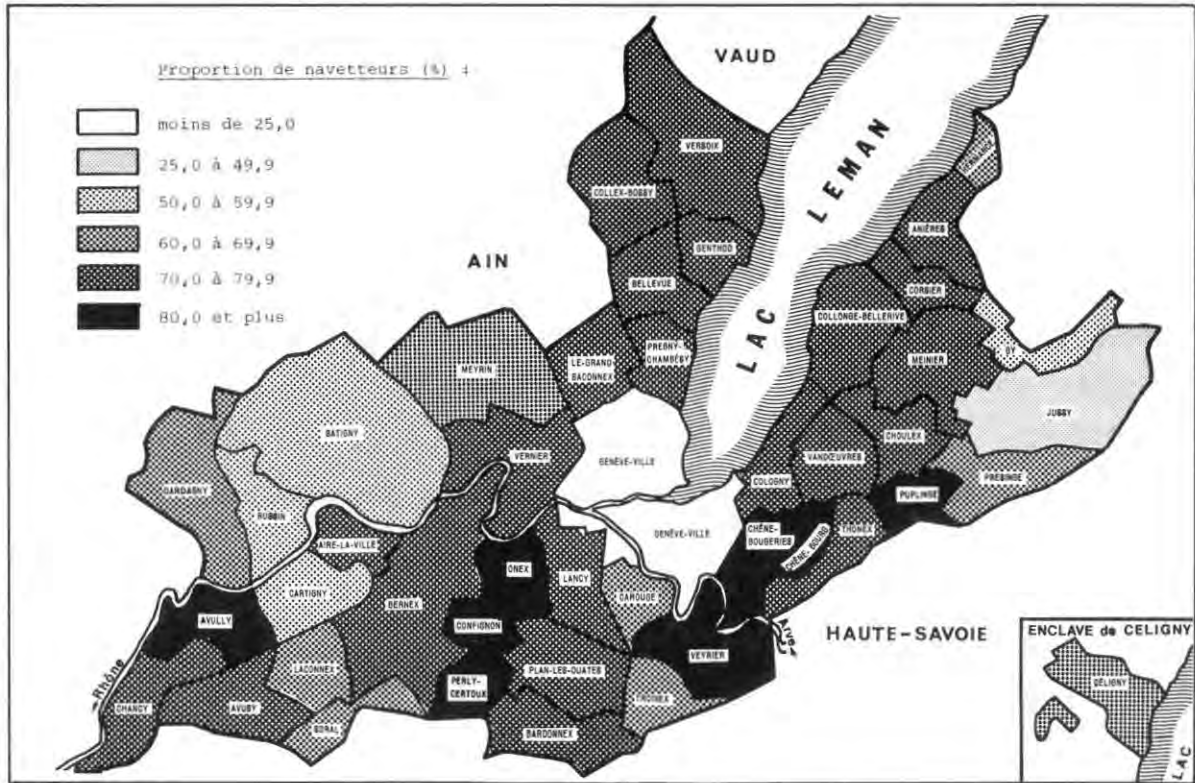 Proportion de navetteurs (%) :
moins de 25,0
25,0 à 49,9
50,0 à 59,9
60,0 à 69,9
70,0 à 79,9
80,0 et plus
VAUD
LAC LEMAN
AIN
VERSOIX
COLLEX-BOSSY
GENTHOD
BELLEVUE
PREGNY-
CHAMBÉSY
LE-GRAND-
SACONNEX
MEYRIN
HERMANCE
ANIÈRES
CORSIER
COLLONGE-BELLERIVE
MEINIER
GY
JUSSY
SATIGNY
VERNIER
GENÈVE-VILLE
GENÈVE-VILLE
CHOULEX
VANDŒUVRES
COLOGNY
PRESINGE
PUPLINGE
DARDAGNY
RUSSIN
AIRE-LA-VILLE
CHÊNE-
BOUGERIES
CHÊNE-BOURG
THÔNEX
ONEX
LANCY
CARTIGNY
BERNEX
CAROUGE
AVULLY
CONFIGNON
VEYRIER
Arve
HAUTE-SAVOIE
LACONNEX
PLAN-LES-OUATES
PERLY-
CERTOUX
TROINEX
Rhône
CHANCY
AVUSY
SORAL
BARDONNEX
ENCLAVE de CELIGNY
CÉLIGNY
LAC